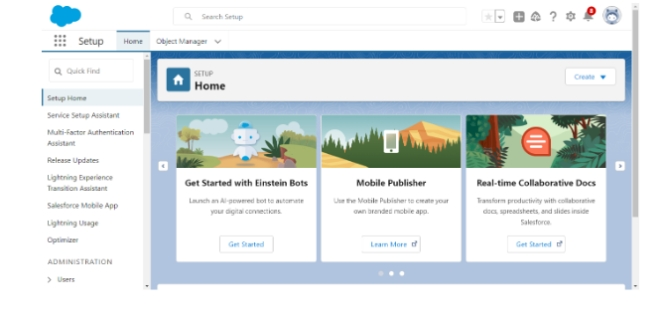 Search Setup
Setup
Home
Object Manager
Quick Find
Setup Home
Service Setup Assistant
Multi-Factor Authentication
Assistant
Release Updates
Lightning Experience
Transition Assistant
Salesforce Mobile App
Lightning Usage
Optimizer
ADMINISTRATION
Users
SETUP
Home
Create
Get Started with Einstein Bots
Launch an AI-powered bot to automate
your digital connections.
Get Started
Mobile Publisher
Use the Mobile Publisher to create your
own branded mobile app.
Learn More
Real-time Collaborative Docs
Transform productivity with collaborative
docs, spreadsheets, and slides inside
Salesforce.
Get Started